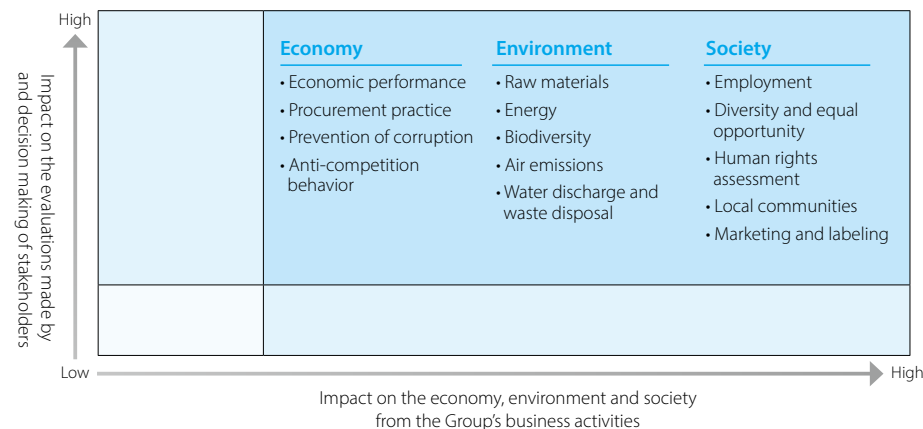 High
Impact on the evaluations made by
and decision making of stakeholders
Economy
• Economic performance
• Procurement practice
• Prevention of corruption
• Anti-competition
behavior
Environment
• Raw materials
• Energy
• Biodiversity
• Air emissions
• Water discharge and
waste disposal
Society
• Employment
• Diversity and equal
opportunity
• Human rights
assessment
• Local communities
• Marketing and labeling
Low
High
Impact on the economy, environment and society
from the Group's business activities